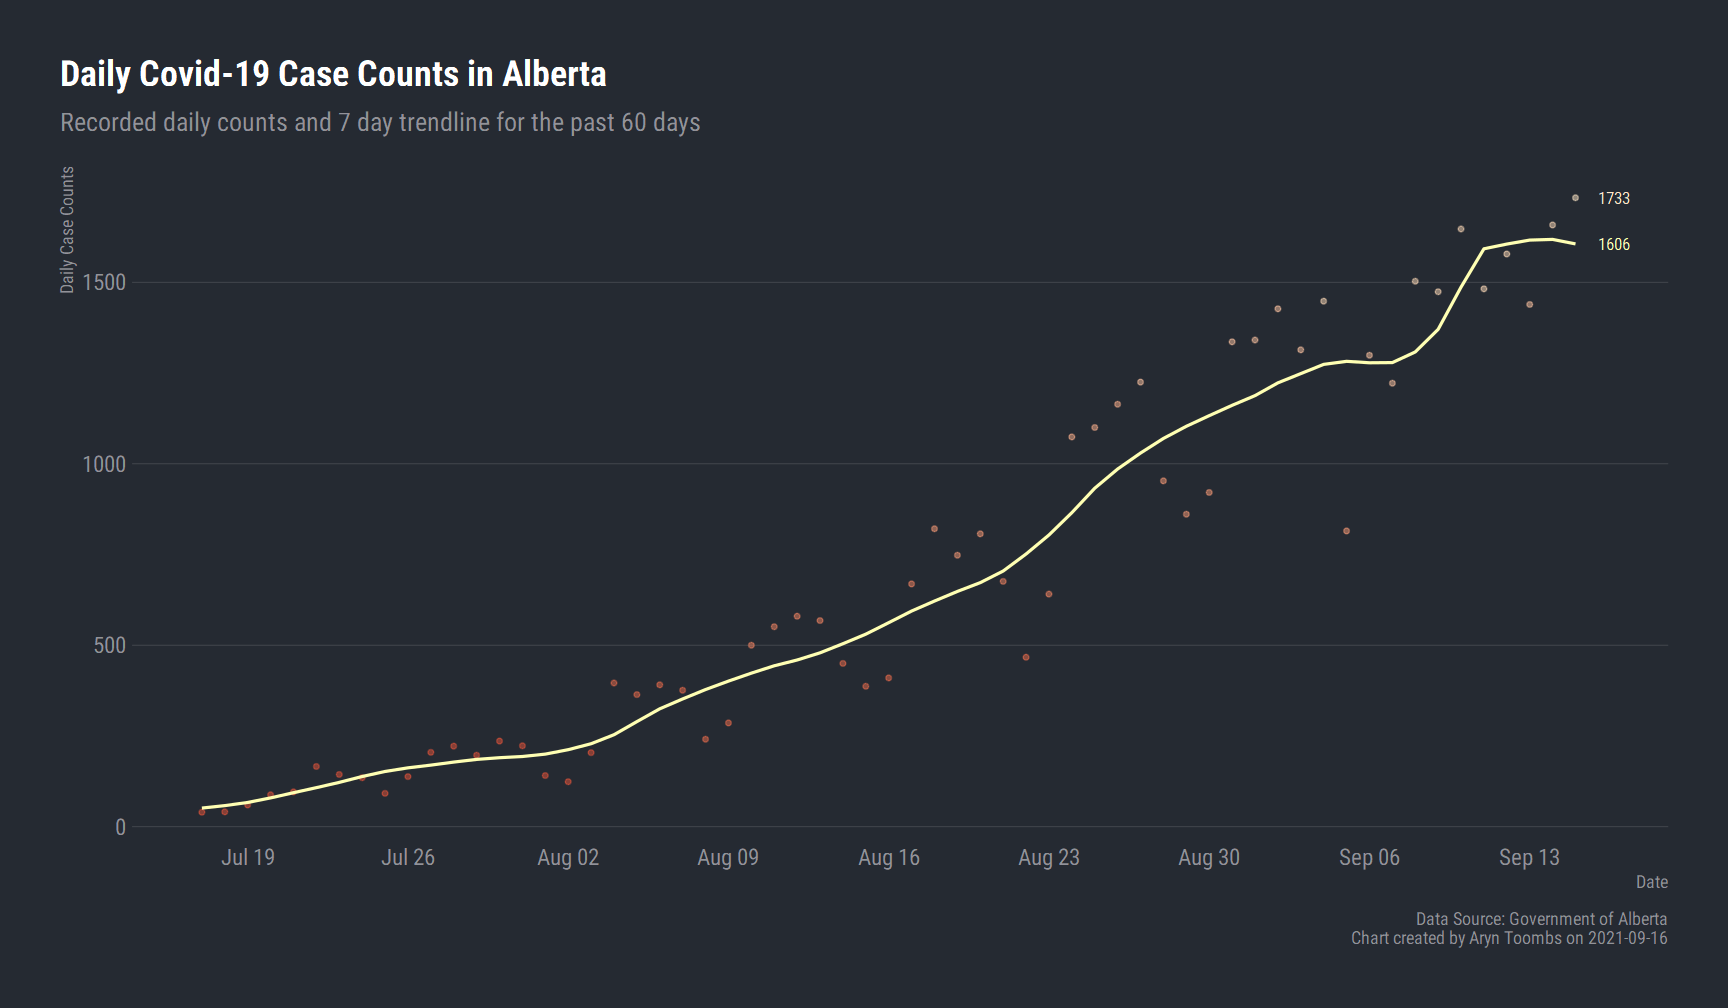 Daily Covid-19 Case Counts in Alberta
Recorded daily counts and 7 day trendline for the past 60 days
Daily Case Counts
1733
1606
1500
1000
500
0
Jul 19 Jul 26 Aug 02 Aug 09 Aug 16 Aug 23 Aug 30 Sep 06 Sep 13
Date
Data Source: Government of Alberta
Chart created by Aryn Toombs on 2021-09-16